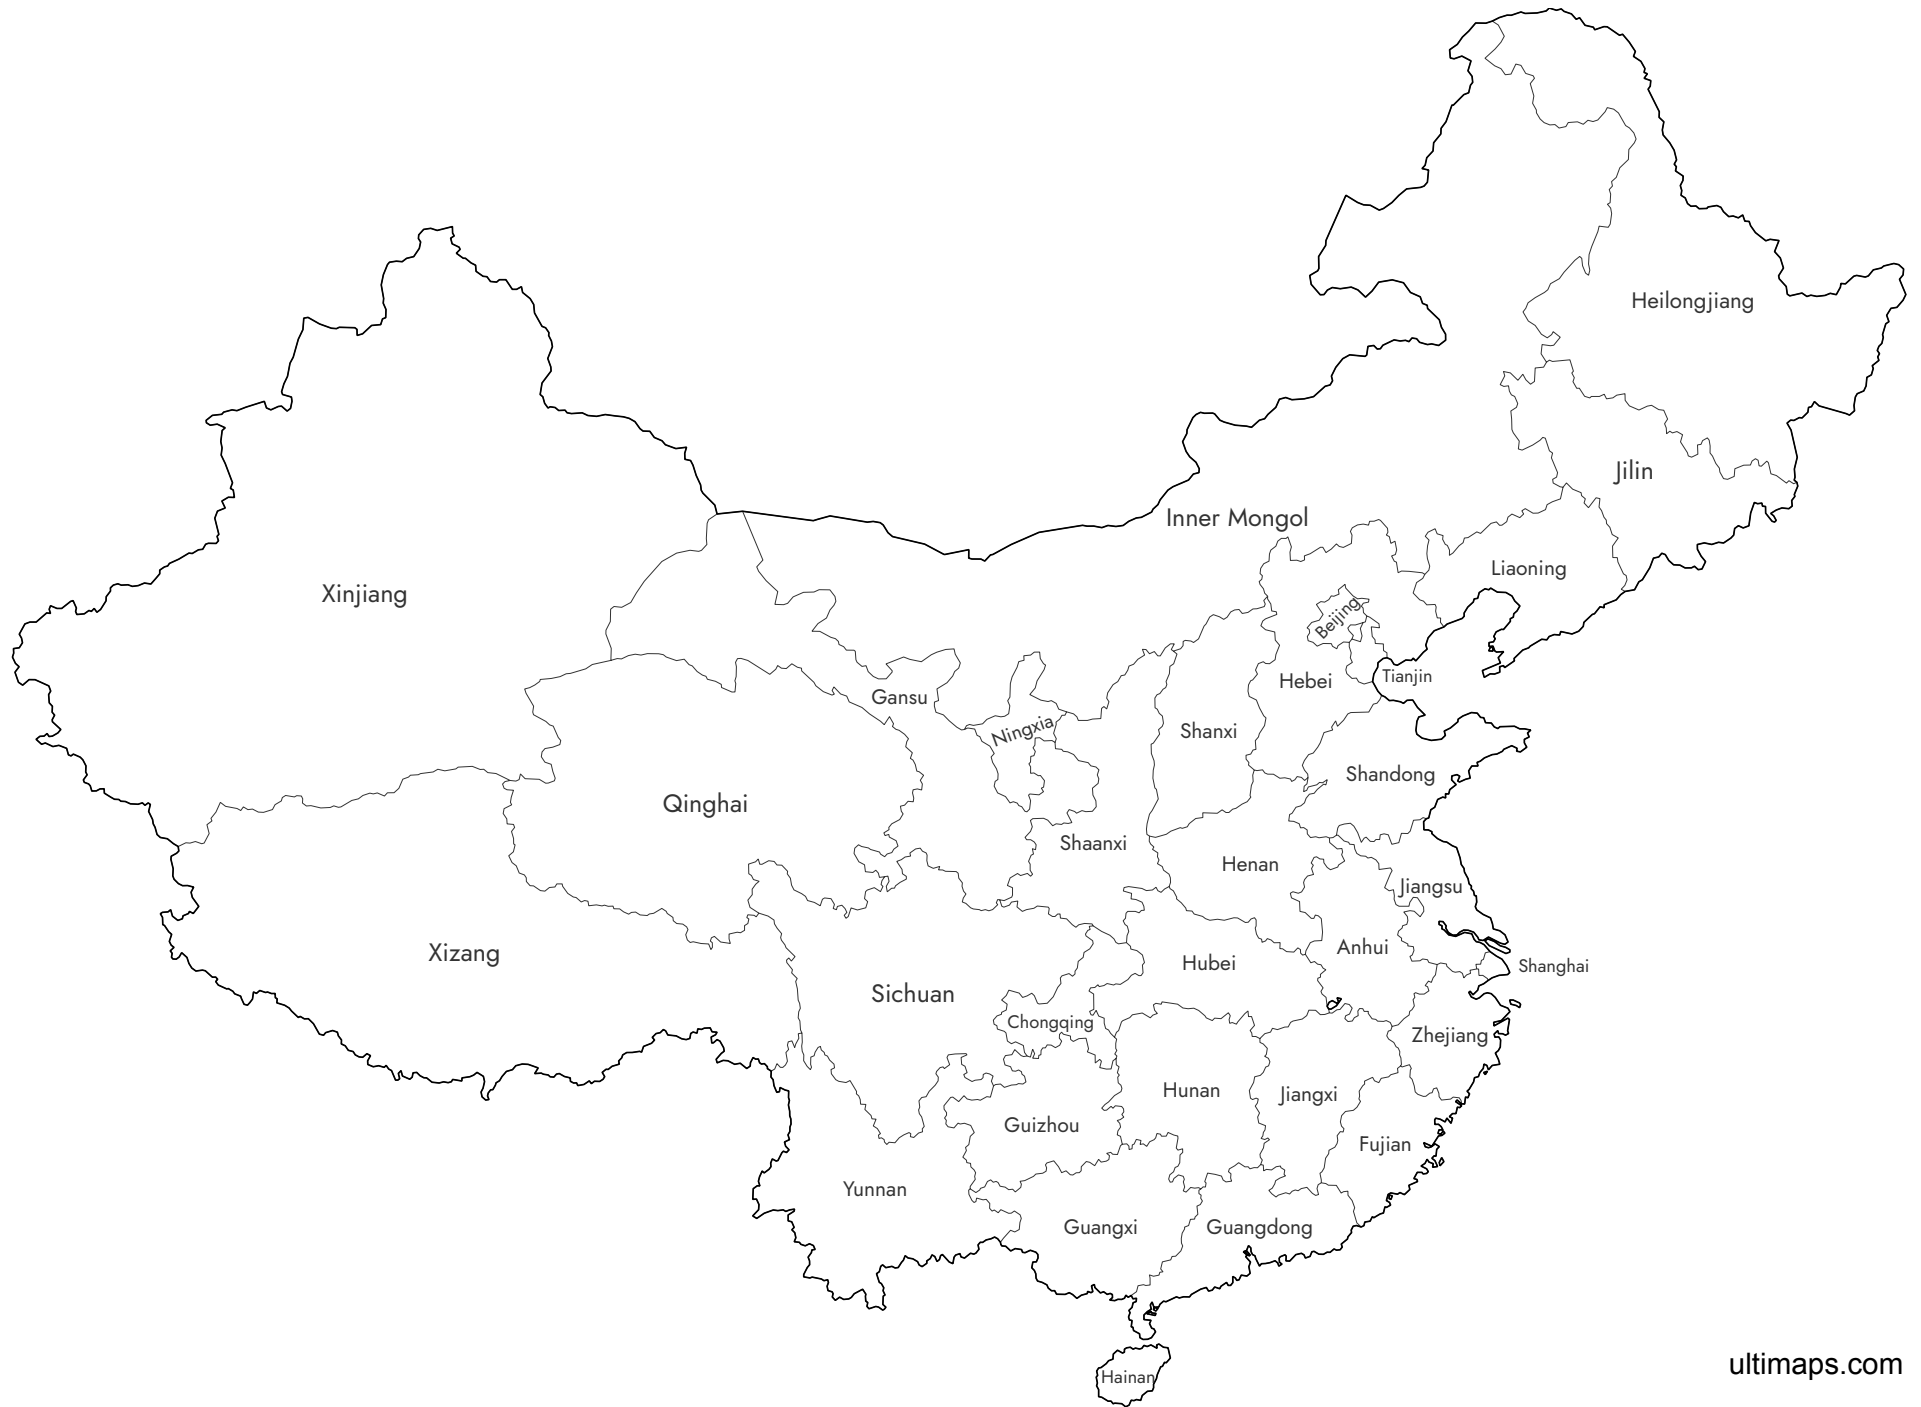 Heilongjiang
Jilin
Inner Mongol
Liaoning
Xinjiang
Beijing
Tianjin
Hebei
Gansu
Ningxia
Shanxi
Shandong
Qinghai
Shaanxi
Henan
Jiangsu
Xizang
Anhui
Hubei
Shanghai
Sichuan
Chongqing
Zhejiang
Hunan
Jiangxi
Guizhou
Fujian
Yunnan
Guangxi
Guangdong
ultimaps.com
Hainan